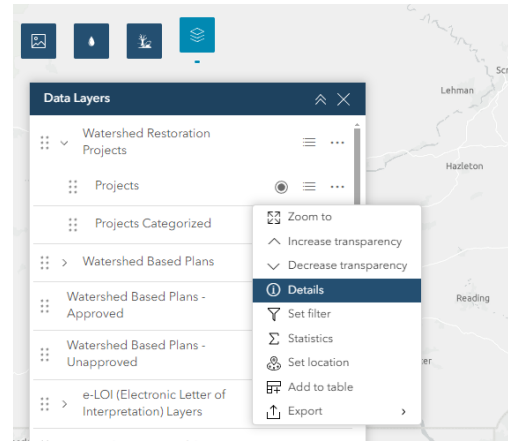 Scr
Lehman
Data Layers
Watershed Restoration
Projects
Hazleton
Projects
Projects Categorized
Zoom to
Increase transparency
Watershed Based Plans
Decrease transparency
Details
Watershed Based Plans -
Approved
Reading
Set filter
Statistics
Watershed Based Plans -
Unapproved
Set location
er
Add to table
e-LOI (Electronic Letter of
Interpretation) Layers
Export